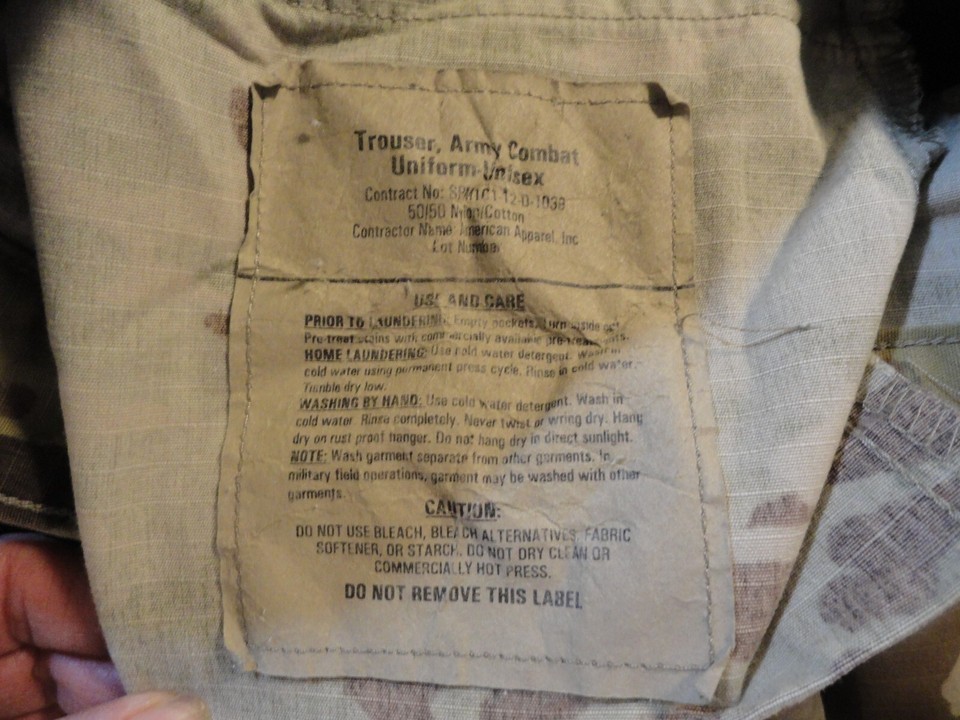 Trouser, Army Combat
Uniform-Unisex
Contract No: SPM1C1-12-D-1038
50/50 Nylon/Cotton
Contractor Name: American Apparel, Inc
Lot Number
USE AND CARE
PRIOR TO LAUNDERING: Empty pockets. Turn inside out.
Pre-treat stains with commercially available pre-treatments.
HOME LAUNDERING: Use cold water detergent. Wash in
cold water using permanent press cycle. Rinse in cold water.
Tumble dry low.
WASHING BY HAND: Use cold water detergent. Wash in
cold water. Rinse completely. Never twist or wring dry. Hang
dry on rust proof hanger. Do not hang dry in direct sunlight.
NOTE: Wash garment separate from other garments. In
military field operations, garment may be washed with other
garments.
CAUTION:
DO NOT USE BLEACH, BLEACH ALTERNATIVES, FABRIC
SOFTENER, OR STARCH. DO NOT DRY CLEAN OR
COMMERCIALLY HOT PRESS.
DO NOT REMOVE THIS LABEL